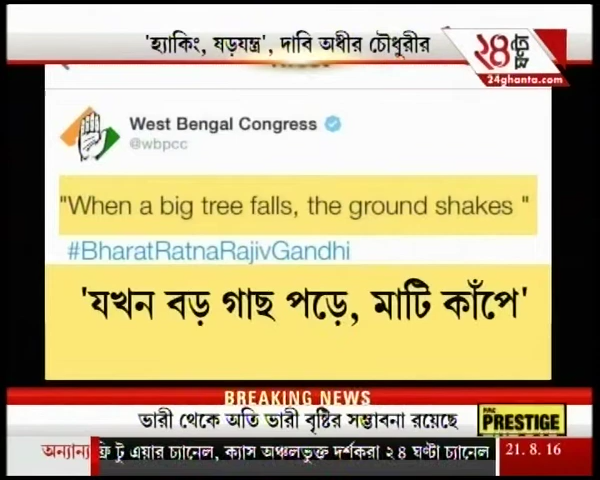 'হ্যাকিং, ষড়যন্ত্র', দাবি অধীর চৌধুরীর
২৪ ঘণ্টা
24ghanta.com
West Bengal Congress
@wbpcc
"When a big tree falls, the ground shakes "
#BharatRatnaRajivGandhi
'যখন বড় গাছ পড়ে, মাটি কাঁপে'
BREAKING NEWS
ভারী থেকে অতি ভারী বৃষ্টির সম্ভাবনা রয়েছে
PRESTIGE
অন্যান্য
ফ্রি টু এয়ার চ্যানেল, ক্যাস অঞ্চলভুক্ত দর্শকরা ২৪ ঘণ্টা চ্যানেল
21.8.16